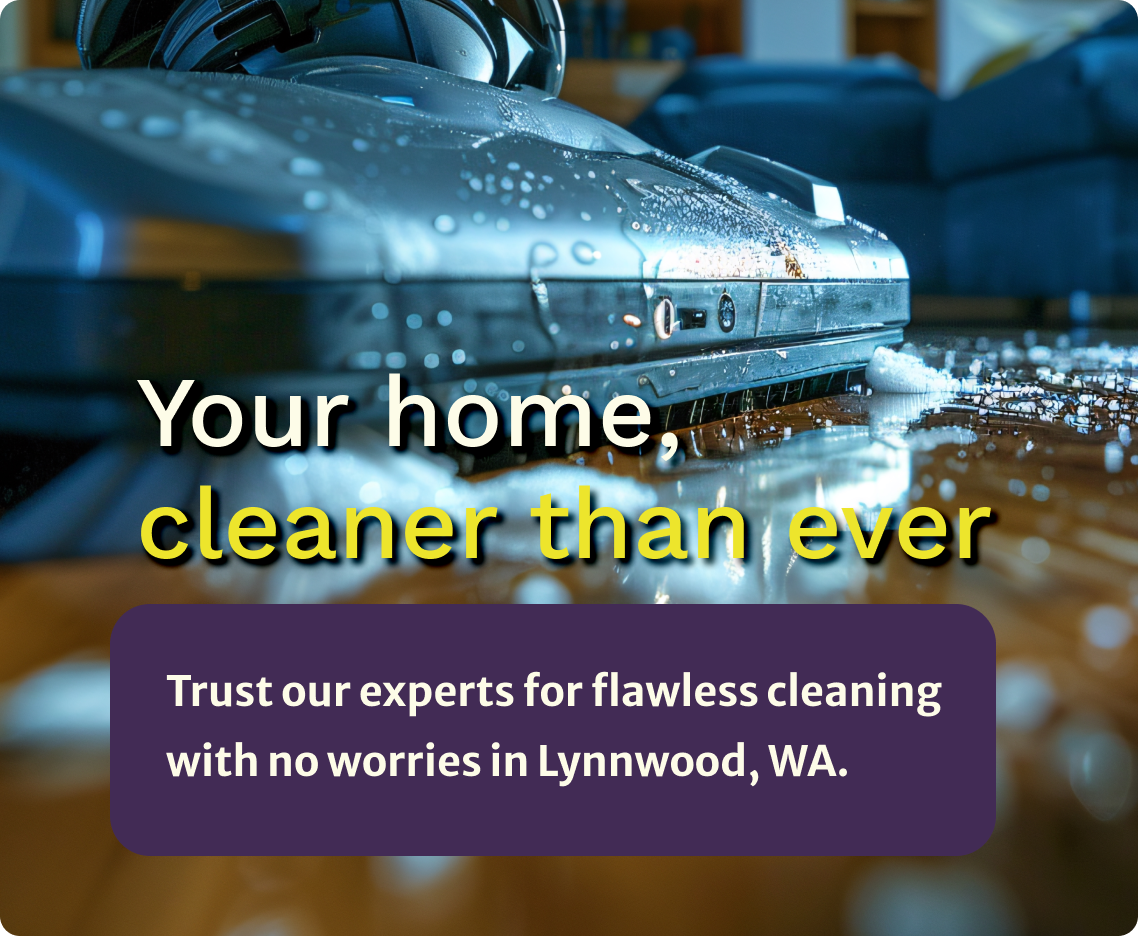 Your home,
cleaner than ever
Trust our experts for flawless cleaning
with no worries in Lynnwood, WA.